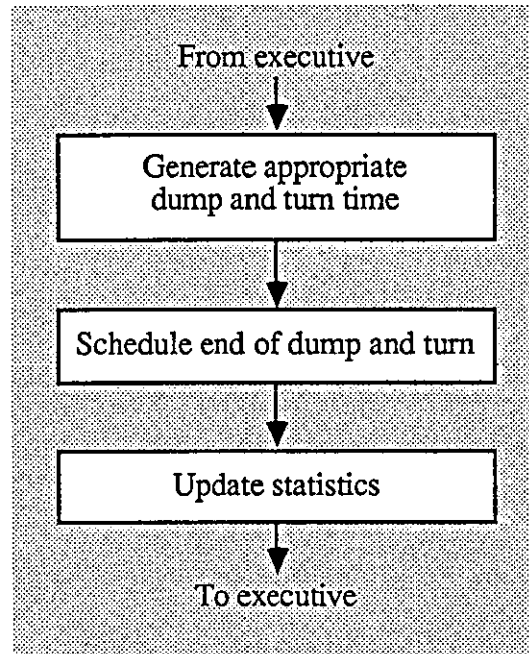 From executive
Generate appropriate
dump and turn time
Schedule end of dump and turn
Update statistics
To executive